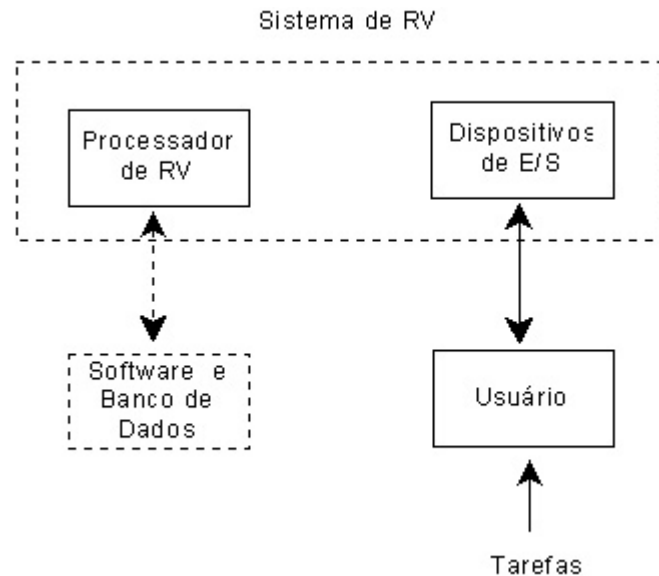 Sistema de RV
Processador
de RV
Dispositivos
de E/S
Software e
Banco de
Dados
Usuário
Tarefas